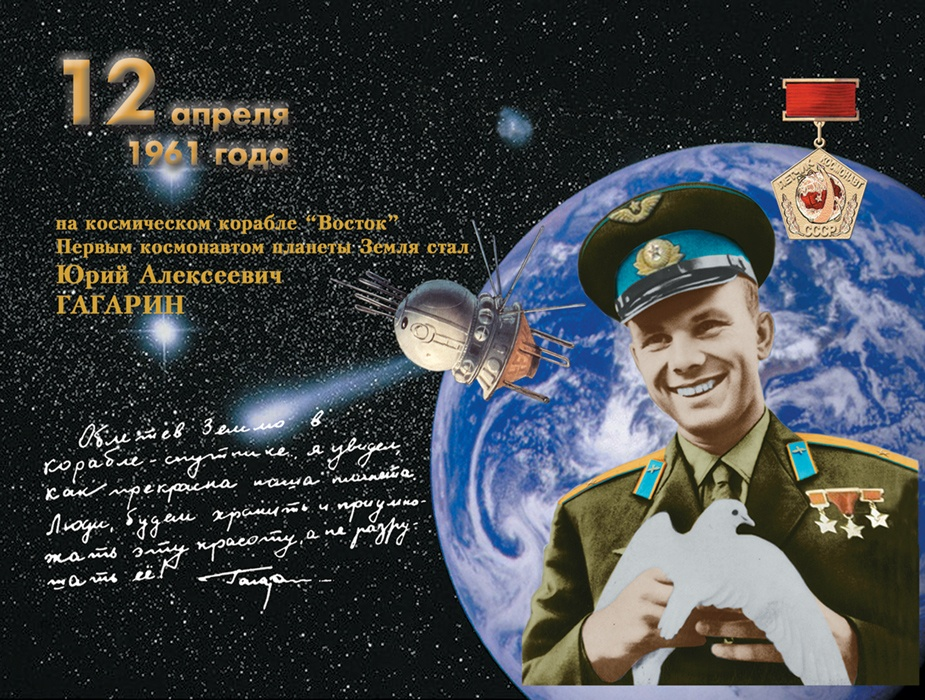 12 апреля
1961 года
на космическом корабле “Восток”
Первым космонавтом планеты Земля стал
Юрий Алексеевич
ГАГАРИН
ЛЕТЧИК КОСМОНАВТ
СССР
Облетев Землю в
корабле-спутнике, я увидел,
как прекрасна наша планета.
Люди, будем хранить и приумно-
жать эту красоту, а не разру-
шать её!